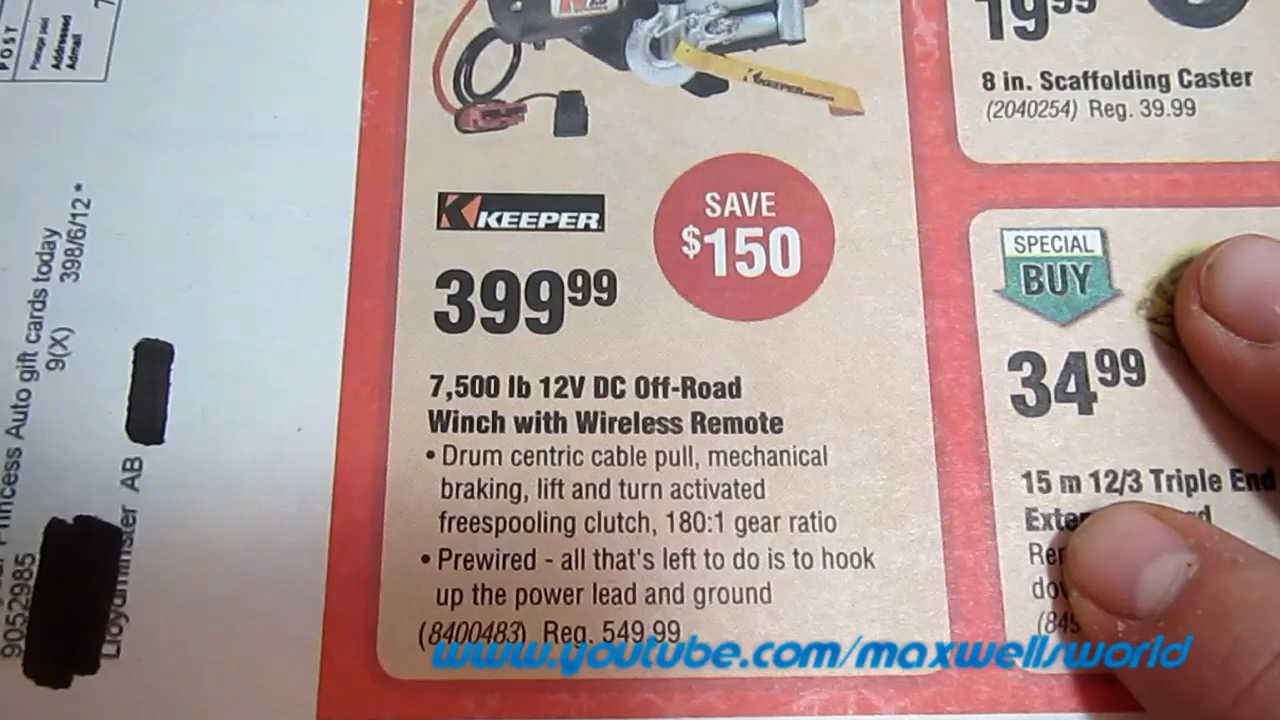 POST
Postage paid
Addressed
Admail
Princess Auto gift cards today
9(X) 398/6/12 *
9052985
Lloydminster AB
KEEPER
KEEPER
SAVE
$150
399 99
7,500 lb 12V DC Off-Road
Winch with Wireless Remote
• Drum centric cable pull, mechanical
braking, lift and turn activated
freespooling clutch, 180:1 gear ratio
• Prewired - all that's left to do is to hook
up the power lead and ground
(8400483) Reg. 549.99
19 99
8 in. Scaffolding Caster
(2040254) Reg. 39.99
SPECIAL
BUY
34 99
15 m 12/3 Triple End
www.youtube.com/maxwellsworld